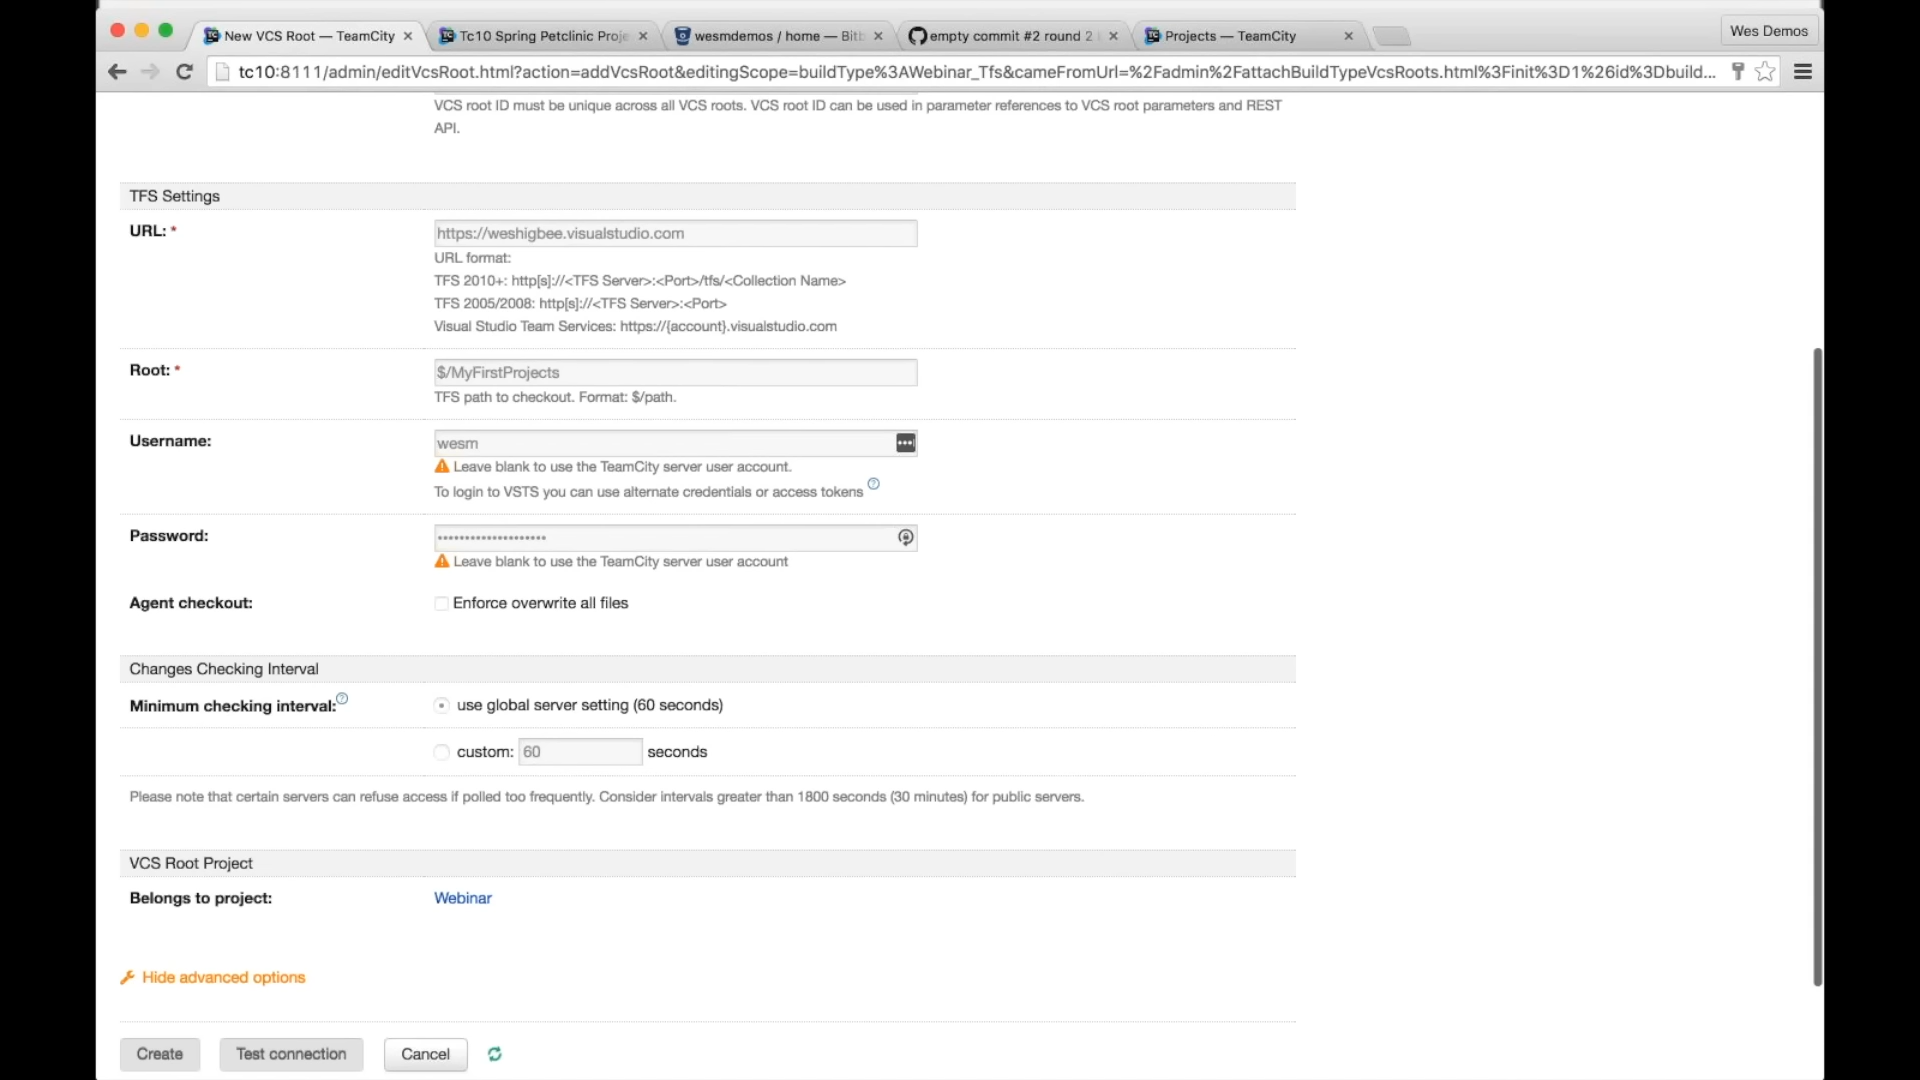 New VCS Root — TeamCity
Tc10 Spring Petclinic Proje
wesmdemos / home — Bitb
empty commit #2 round 2
Projects — TeamCity
Wes Demos
tc10:8111/admin/editVcsRoot.html?action=addVcsRoot&editingScope=buildType%3AWebinar_Tfs&cameFromUrl=%2Fadmin%2FattachBuildTypeVcsRoots.html%3Finit%3D1%26id%3Dbuild...
VCS root ID must be unique across all VCS roots. VCS root ID can be used in parameter references to VCS root parameters and REST
API.
TFS Settings
URL: *
https://weshigbee.visualstudio.com
URL format:
TFS 2010+: http[s]://<TFS Server>:<Port>/tfs/<Collection Name>
TFS 2005/2008: http[s]://<TFS Server>:<Port>
Visual Studio Team Services: https://{account}.visualstudio.com
Root: *
$/MyFirstProjects
TFS path to checkout. Format: $/path.
Username:
wesm
Leave blank to use the TeamCity server user account.
To login to VSTS you can use alternate credentials or access tokens
Password:
••••••••••••••••••••
Leave blank to use the TeamCity server user account
Agent checkout:
Enforce overwrite all files
Changes Checking Interval
Minimum checking interval:
use global server setting (60 seconds)
custom: 60 seconds
Please note that certain servers can refuse access if polled too frequently. Consider intervals greater than 1800 seconds (30 minutes) for public servers.
VCS Root Project
Belongs to project:
Webinar
Hide advanced options
Create
Test connection
Cancel